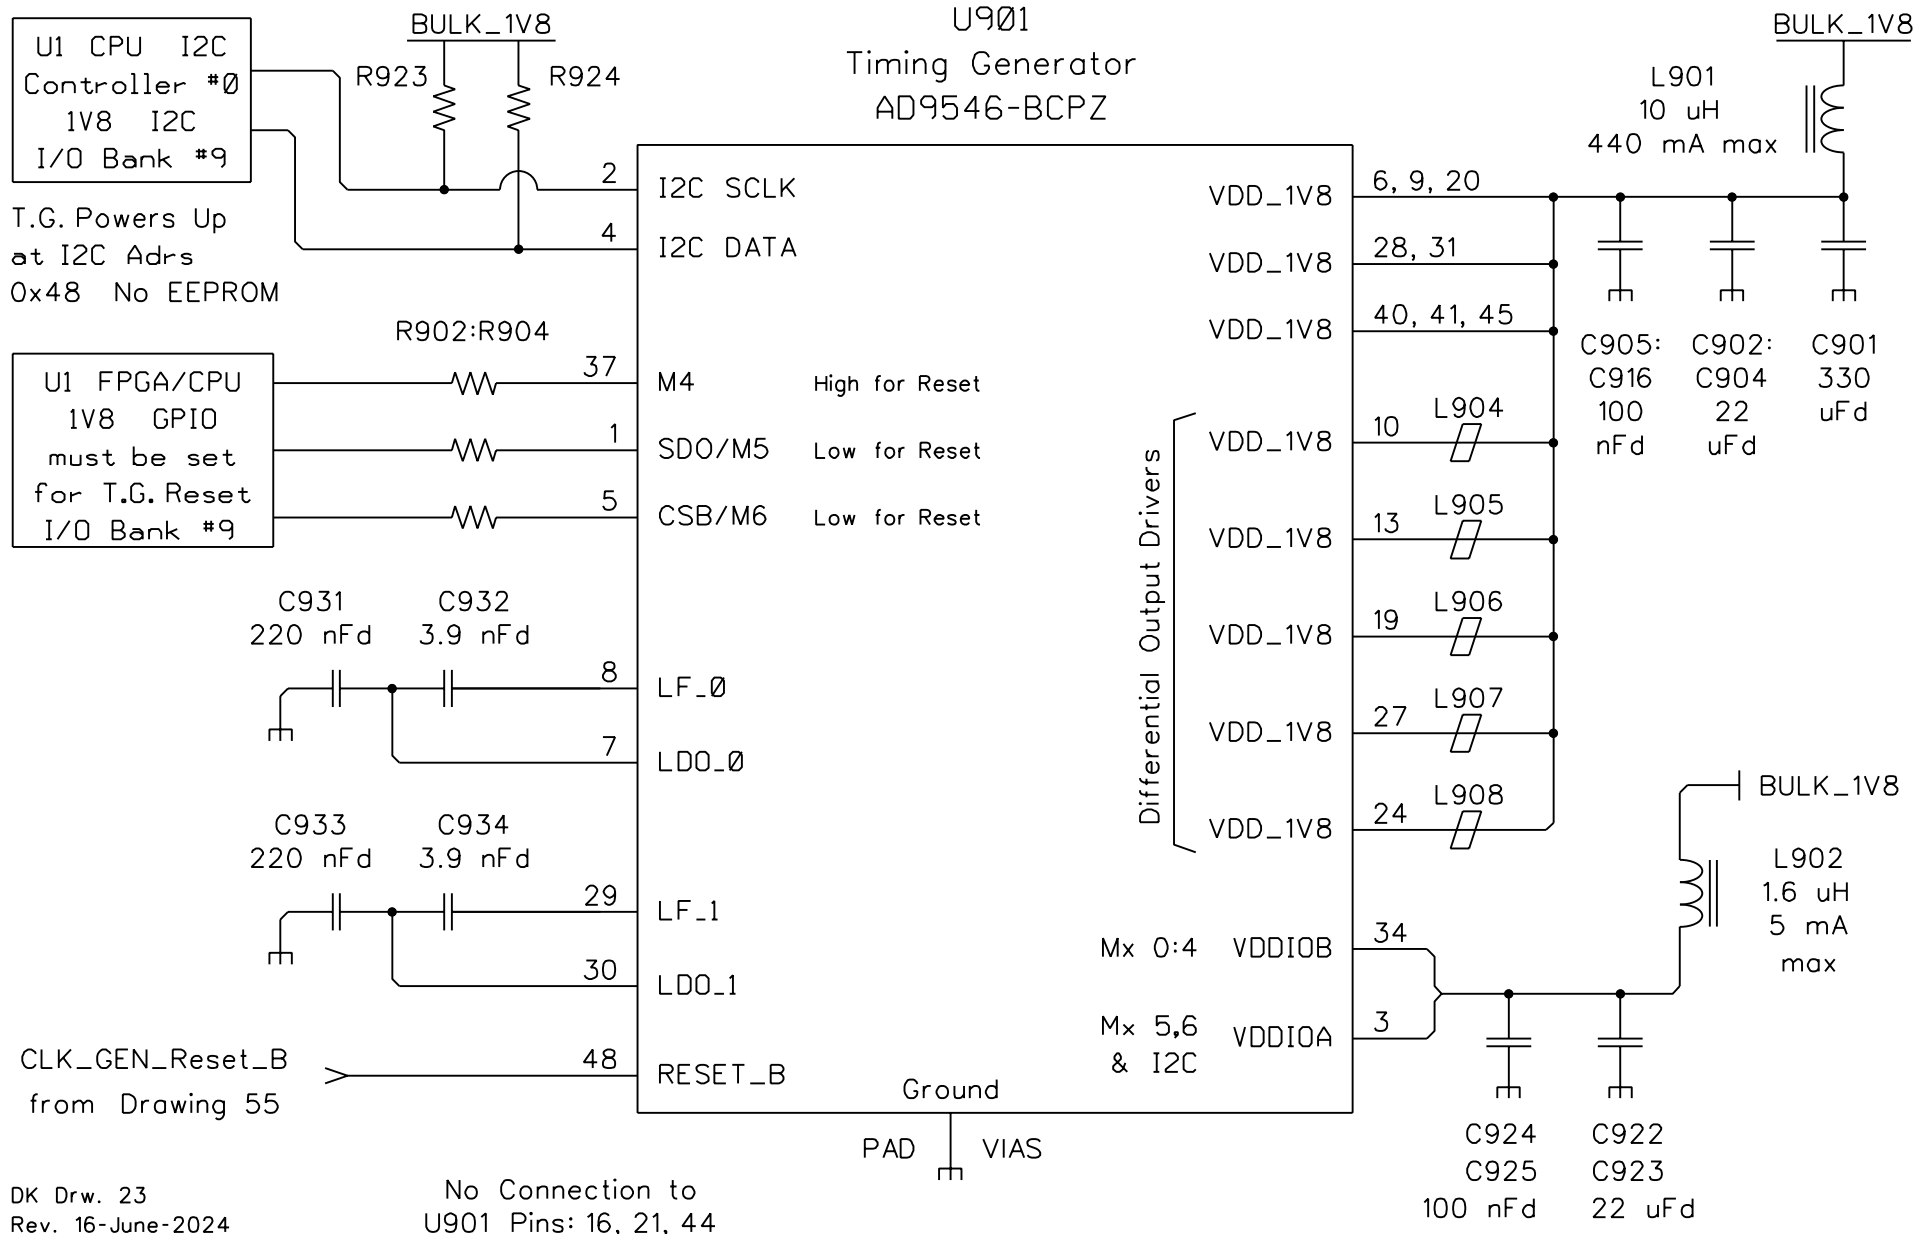 U901
Timing Generator
AD9546-BCPZ
U1 CPU I2C
Controller #0
1V8 I2C
I/O Bank #9
T.G. Powers Up
at I2C Adrs
0x48 No EEPROM
BULK_1V8
R923
R924
2
I2C SCLK
4
I2C DATA
R902:R904
U1 FPGA/CPU
1V8 GPIO
must be set
for T.G. Reset
I/O Bank #9
37
M4 High for Reset
1
SDO/M5 Low for Reset
5
CSB/M6 Low for Reset
C931
220 nFd
C932
3.9 nFd
8
LF_0
7
LDO_0
C933
220 nFd
C934
3.9 nFd
29
LF_1
30
LDO_1
CLK_GEN_Reset_B
from Drawing 55
48
RESET_B
Ground
PAD VIAS
BULK_1V8
L901
10 uH
440 mA max
VDD_1V8
6, 9, 20
VDD_1V8
28, 31
VDD_1V8
40, 41, 45
C905:
C916
100
nFd
C902:
C904
22
uFd
C901
330
uFd
Differential Output Drivers
VDD_1V8
10
L904
VDD_1V8
13
L905
VDD_1V8
19
L906
VDD_1V8
27
L907
VDD_1V8
24
L908
BULK_1V8
L902
1.6 uH
5 mA
max
Mx 0:4 VDDIOB
34
Mx 5,6
& I2C
VDDIOA
3
C924
C925
100 nFd
C922
C923
22 uFd
DK Drw. 23
Rev. 16-June-2024
No Connection to
U901 Pins: 16, 21, 44